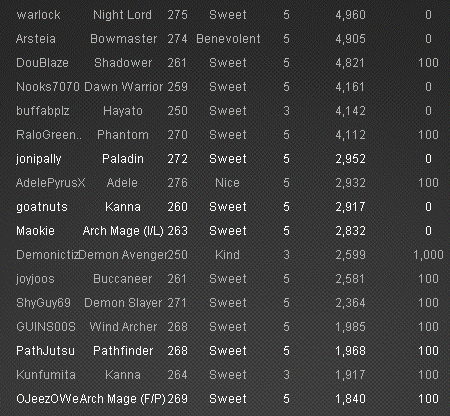 warlock Night Lord 275 Sweet 5 4,960 0
Arsteia Bowmaster 274 Benevolent 5 4,905 0
DouBlaze Shadower 261 Sweet 5 4,821 100
Nooks7070 Dawn Warrior 259 Sweet 5 4,161 0
buffabplz Hayato 250 Sweet 3 4,142 0
RaloGreen.. Phantom 270 Sweet 5 4,112 100
jonipally Paladin 272 Sweet 5 2,952 0
AdelePyrusX Adele 276 Nice 5 2,932 100
goatnuts Kanna 260 Sweet 5 2,917 0
Maokie Arch Mage (I/L) 263 Sweet 5 2,832 0
Demonictiz Demon Avenger 250 Kind 3 2,599 1,000
joyjoos Buccaneer 261 Sweet 5 2,581 100
ShyGuy69 Demon Slayer 271 Sweet 5 2,364 100
GUINS00S Wind Archer 268 Sweet 5 1,985 100
PathJutsu Pathfinder 268 Sweet 5 1,968 100
Kunfumita Kanna 264 Sweet 3 1,917 100
OJeezOWe Arch Mage (F/P) 269 Sweet 5 1,840 100